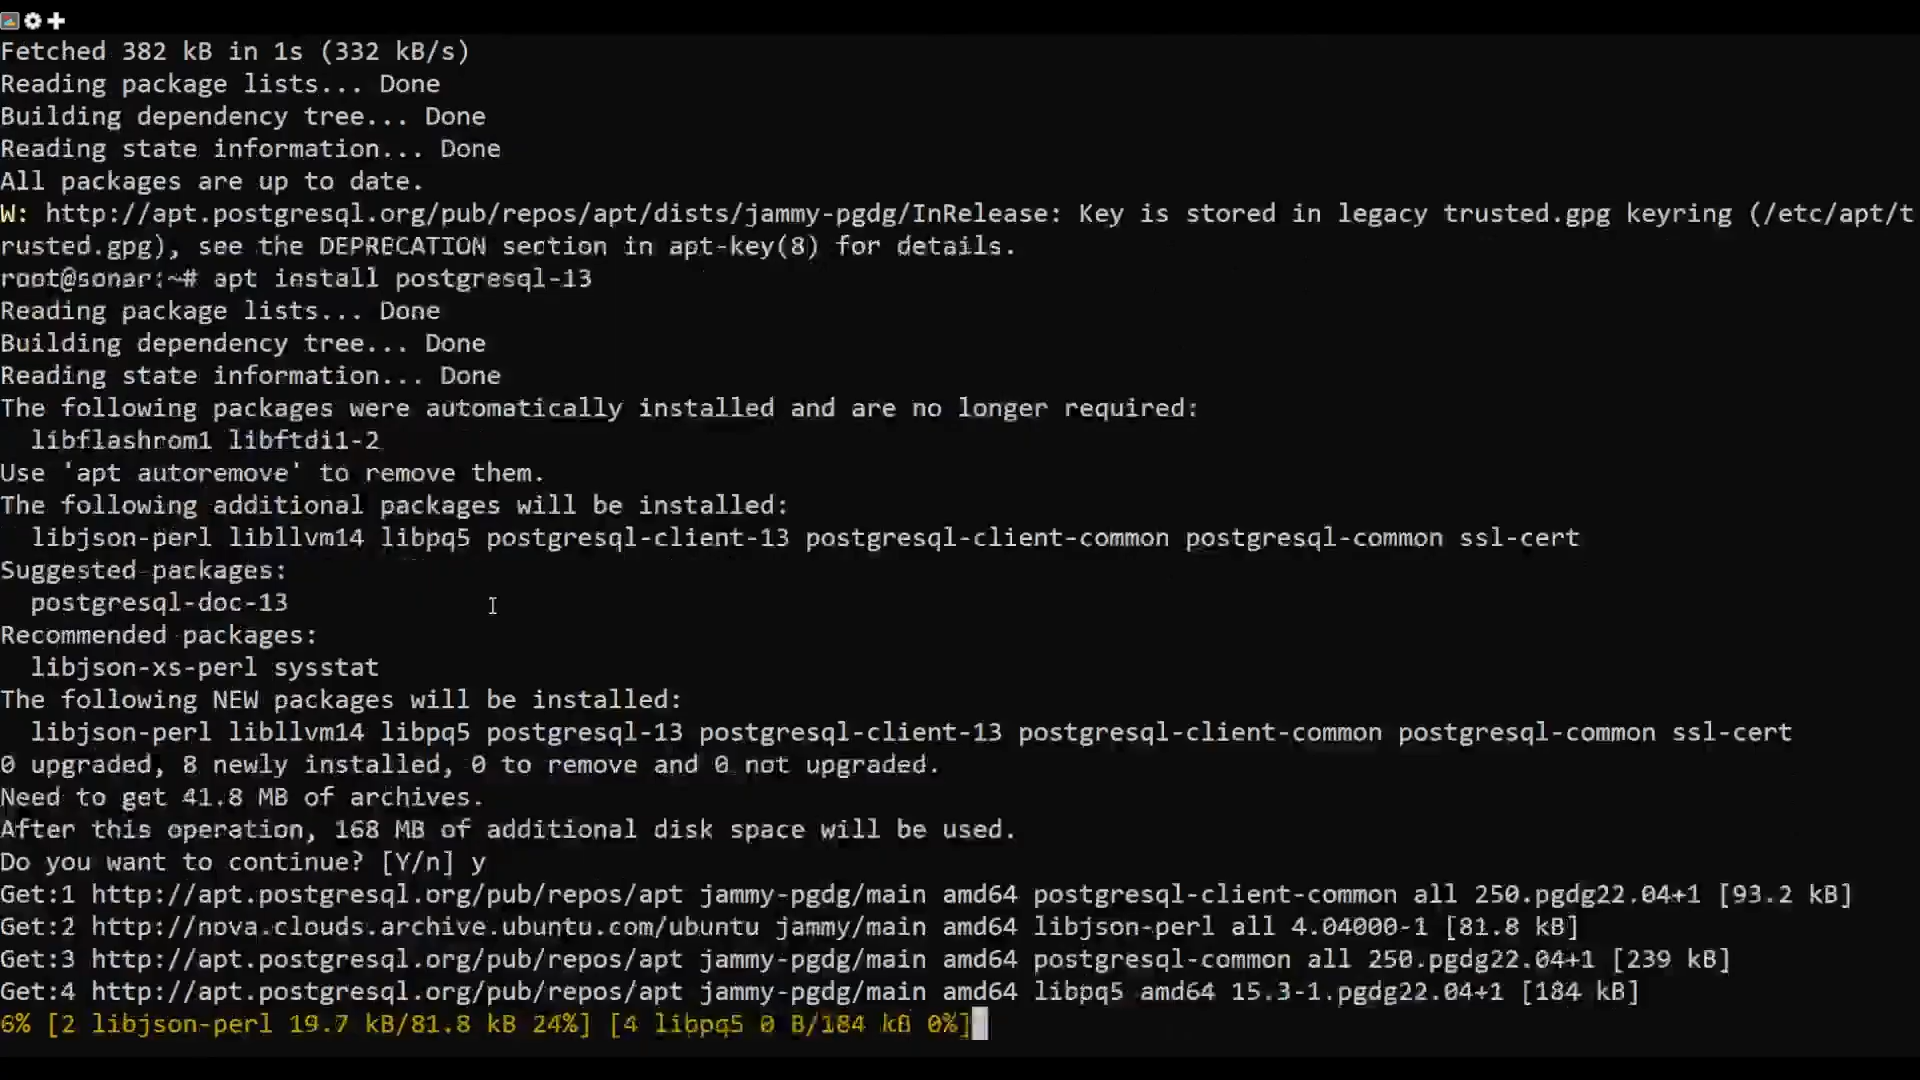 Fetched 382 kB in 1s (332 kB/s)
Reading package lists... Done
Building dependency tree... Done
Reading state information... Done
All packages are up to date.
W: http://apt.postgresql.org/pub/repos/apt/dists/jammy-pgdg/InRelease: Key is stored in legacy trusted.gpg keyring (/etc/apt/t
rusted.gpg), see the DEPRECATION section in apt-key(8) for details.
root@sonar:~# apt install postgresql-13
Reading package lists... Done
Building dependency tree... Done
Reading state information... Done
The following packages were automatically installed and are no longer required:
  libflashrom1 libftdi1-2
Use 'apt autoremove' to remove them.
The following additional packages will be installed:
  libjson-perl libllvm14 libpq5 postgresql-client-13 postgresql-client-common postgresql-common ssl-cert
Suggested packages:
  postgresql-doc-13
Recommended packages:
  libjson-xs-perl sysstat
The following NEW packages will be installed:
  libjson-perl libllvm14 libpq5 postgresql-13 postgresql-client-13 postgresql-client-common postgresql-common ssl-cert
0 upgraded, 8 newly installed, 0 to remove and 0 not upgraded.
Need to get 41.8 MB of archives.
After this operation, 168 MB of additional disk space will be used.
Do you want to continue? [Y/n] y
Get:1 http://apt.postgresql.org/pub/repos/apt jammy-pgdg/main amd64 postgresql-client-common all 250.pgdg22.04+1 [93.2 kB]
Get:2 http://nova.clouds.archive.ubuntu.com/ubuntu jammy/main amd64 libjson-perl all 4.04000-1 [81.8 kB]
Get:3 http://apt.postgresql.org/pub/repos/apt jammy-pgdg/main amd64 postgresql-common all 250.pgdg22.04+1 [239 kB]
Get:4 http://apt.postgresql.org/pub/repos/apt jammy-pgdg/main amd64 libpq5 amd64 15.3-1.pgdg22.04+1 [184 kB]
6% [2 libjson-perl 19.7 kB/81.8 kB 24%] [4 libpq5 0 B/184 kB 0%]